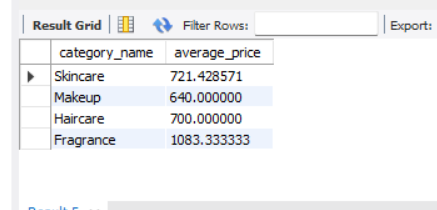 Result Grid Filter Rows: Export:
category_name average_price
Skincare 721.428571
Makeup 640.000000
Haircare 700.000000
Fragrance 1083.333333